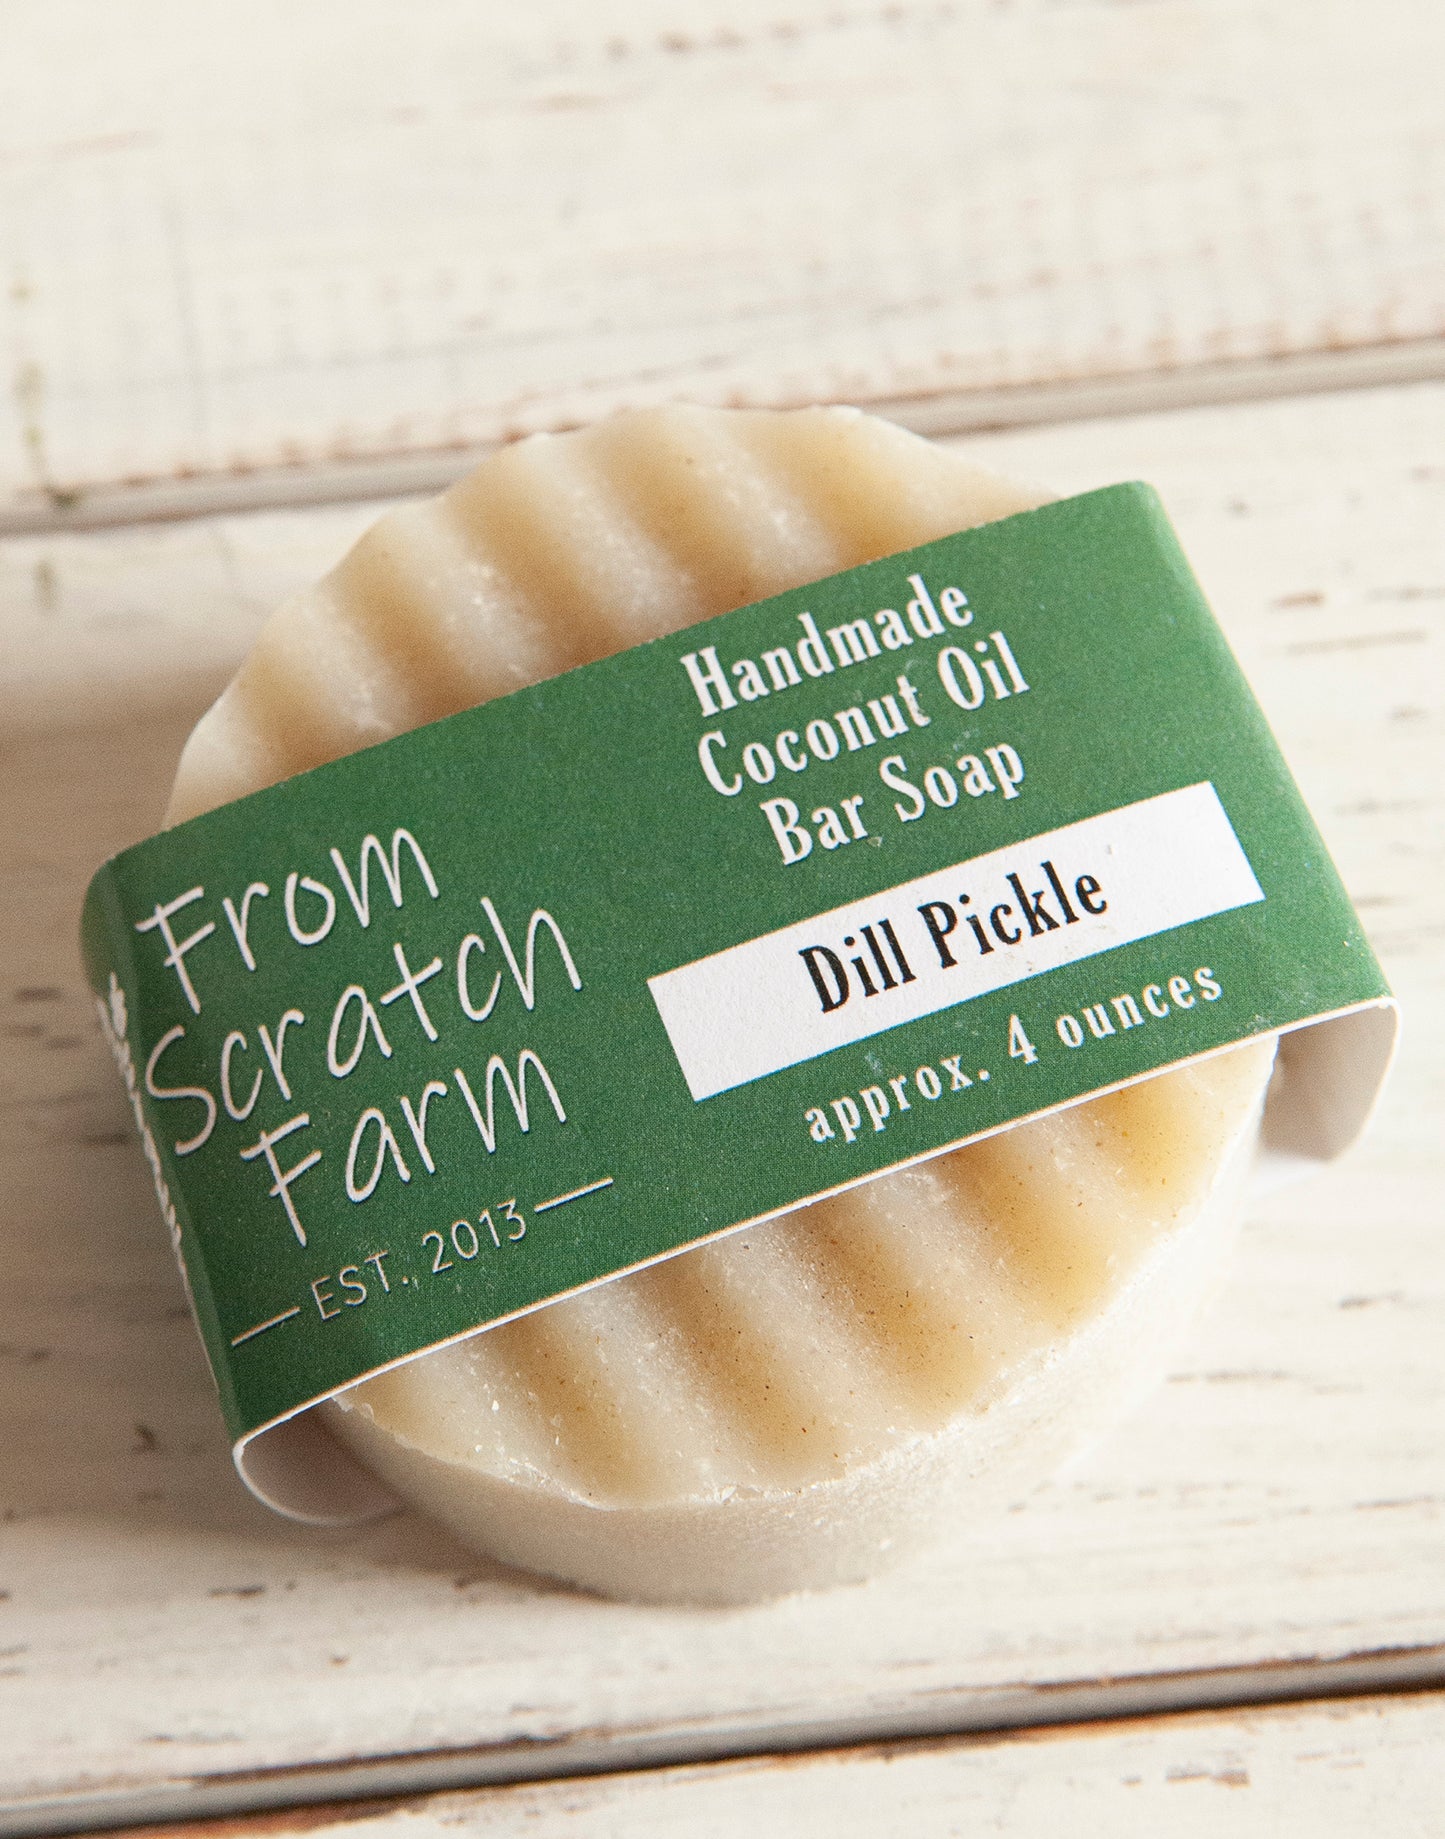 From
Scratch
Farm
EST. 2013
Handmade
Coconut Oil
Bar Soap
Dill Pickle
approx. 4 ounces